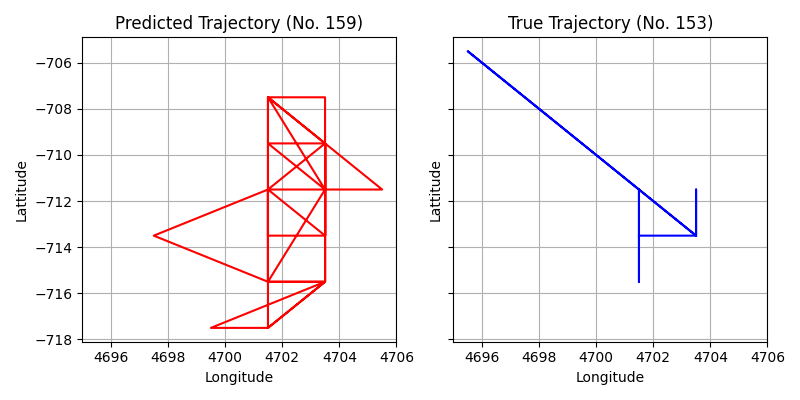 Predicted Trajectory (No. 159)
True Trajectory (No. 153)
−706
−708
−710
−712
−714
−716
−718
Lattitude
Lattitude
4696 4698 4700 4702 4704 4706
4696 4698 4700 4702 4704 4706
Longitude
Longitude